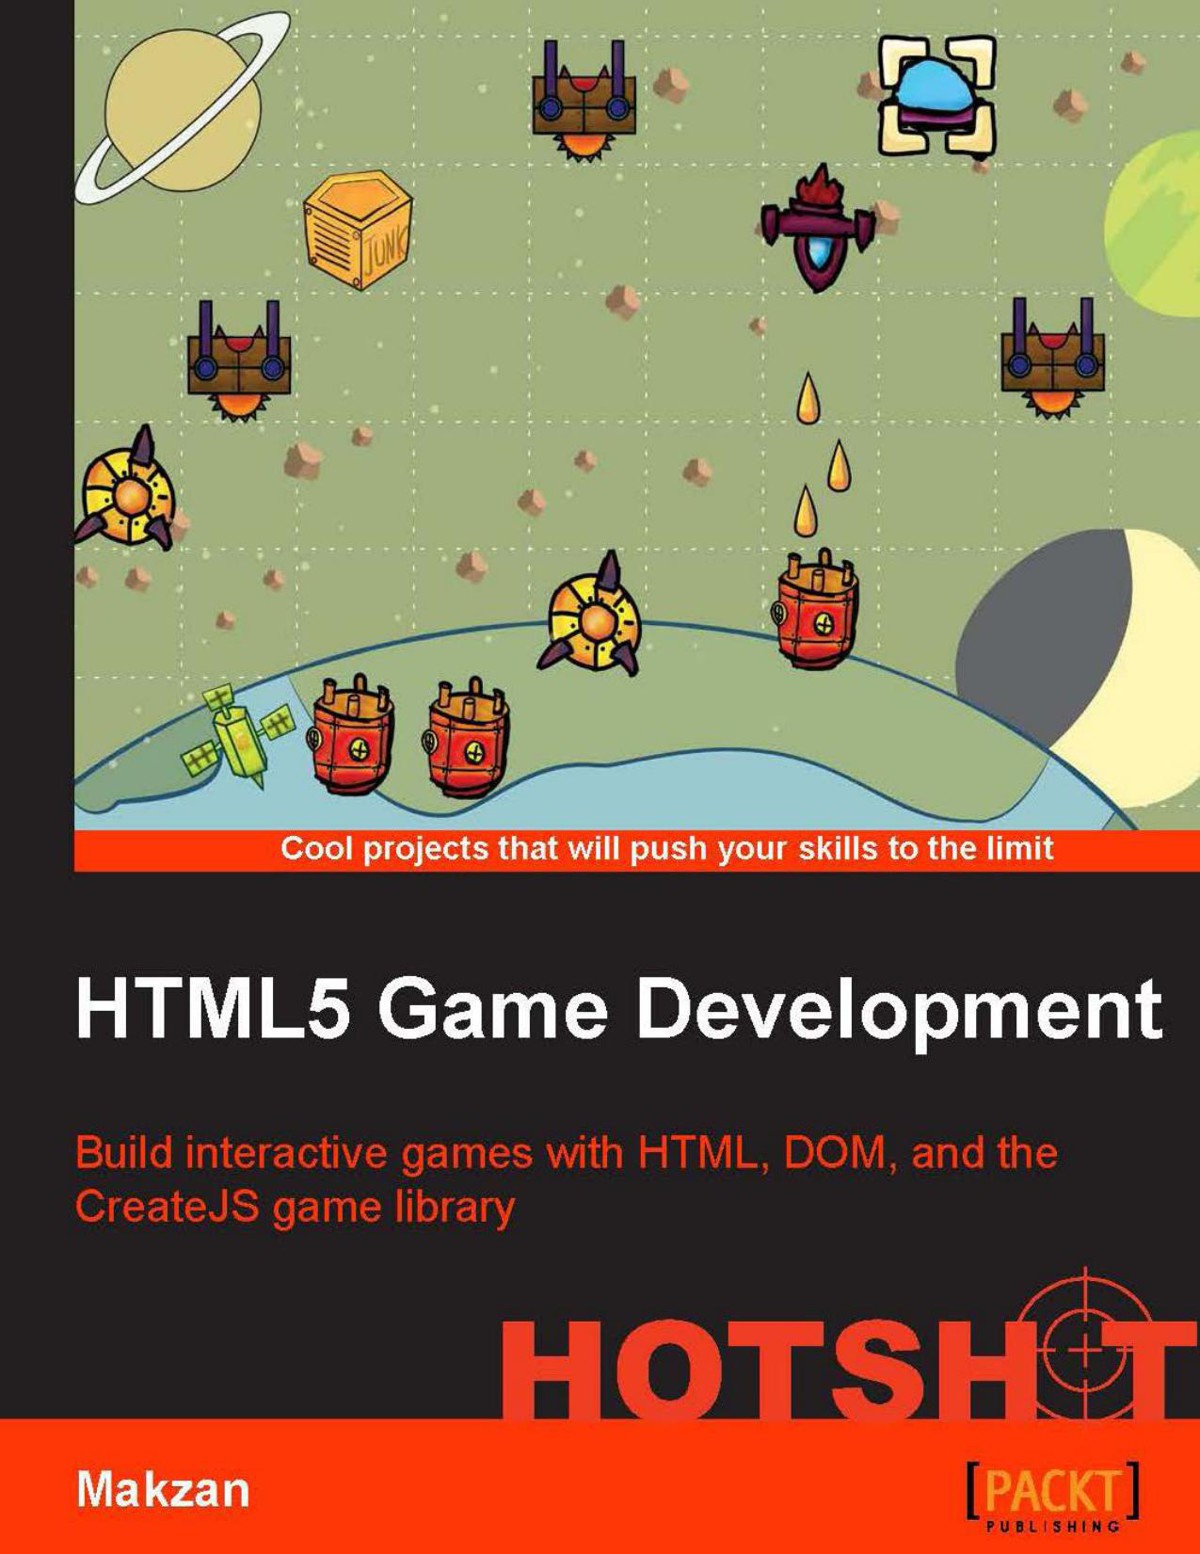 JUNK
Cool projects that will push your skills to the limit
HTML5 Game Development
Build interactive games with HTML, DOM, and the
CreateJS game library
HOTSHOT
Makzan
[PACKT]
PUBLISHING